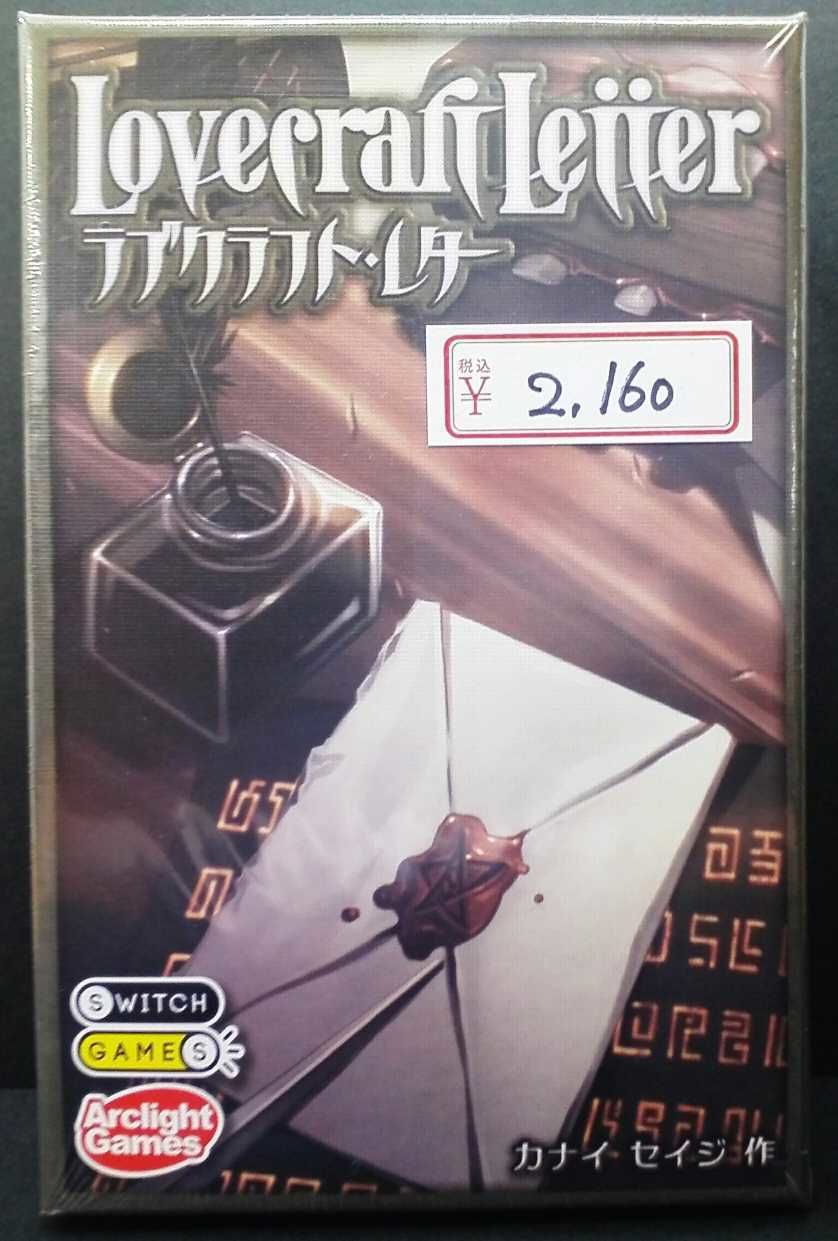 Lovecraft Letter
ラブクラフト・レター
税込
¥ 2,160
SWITCH
GAMES
Arclight
Games
カナイ セイジ 作